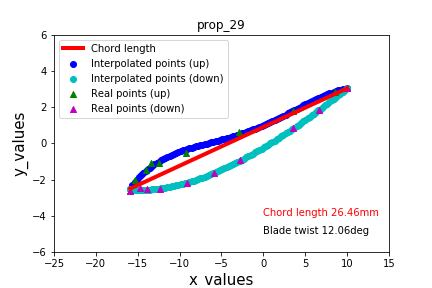 prop_29
Chord length
Interpolated points (up)
Interpolated points (down)
Real points (up)
Real points (down)
Chord length 26.46mm
Blade twist 12.06deg
6
4
2
0
−2
−4
−6
y_values
−25
−20
−15
−10
−5
0
5
10
15
x_values